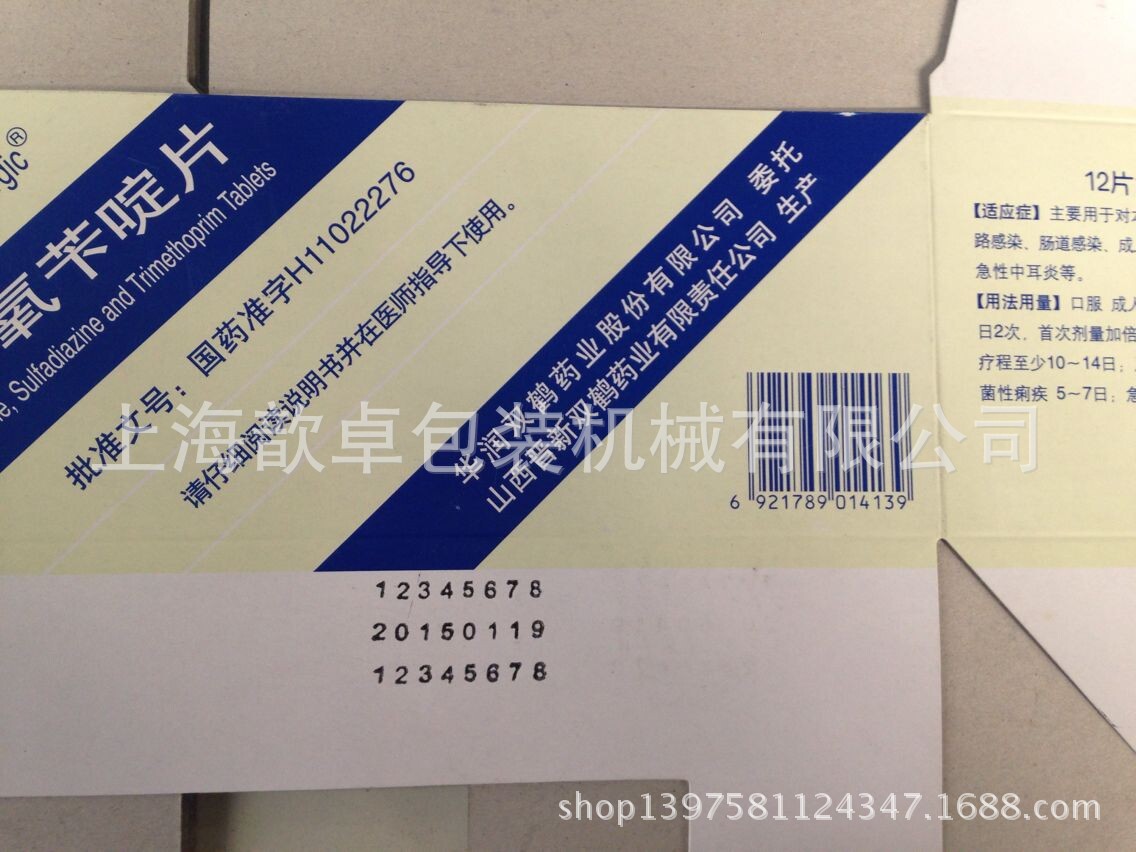 gic®
氧苄啶片
e, Sulfadiazine and Trimethoprim Tablets
批准文号：国药准字H11022276
请仔细阅读说明书并在医师指导下使用。
华润双鹤药业股份有限公司 委托
山西晋新双鹤药业有限责任公司 生产
6 921789 014139
12片
【适应症】主要用于对
路感染、肠道感染、成
急性中耳炎等。
【用法用量】口服 成人
日2次，首次剂量加倍
疗程至少10～14日；
菌性痢疾 5～7日；急
12345678
20150119
12345678
上海歆卓包装机械有限公司
shop1397581124347.1688.com